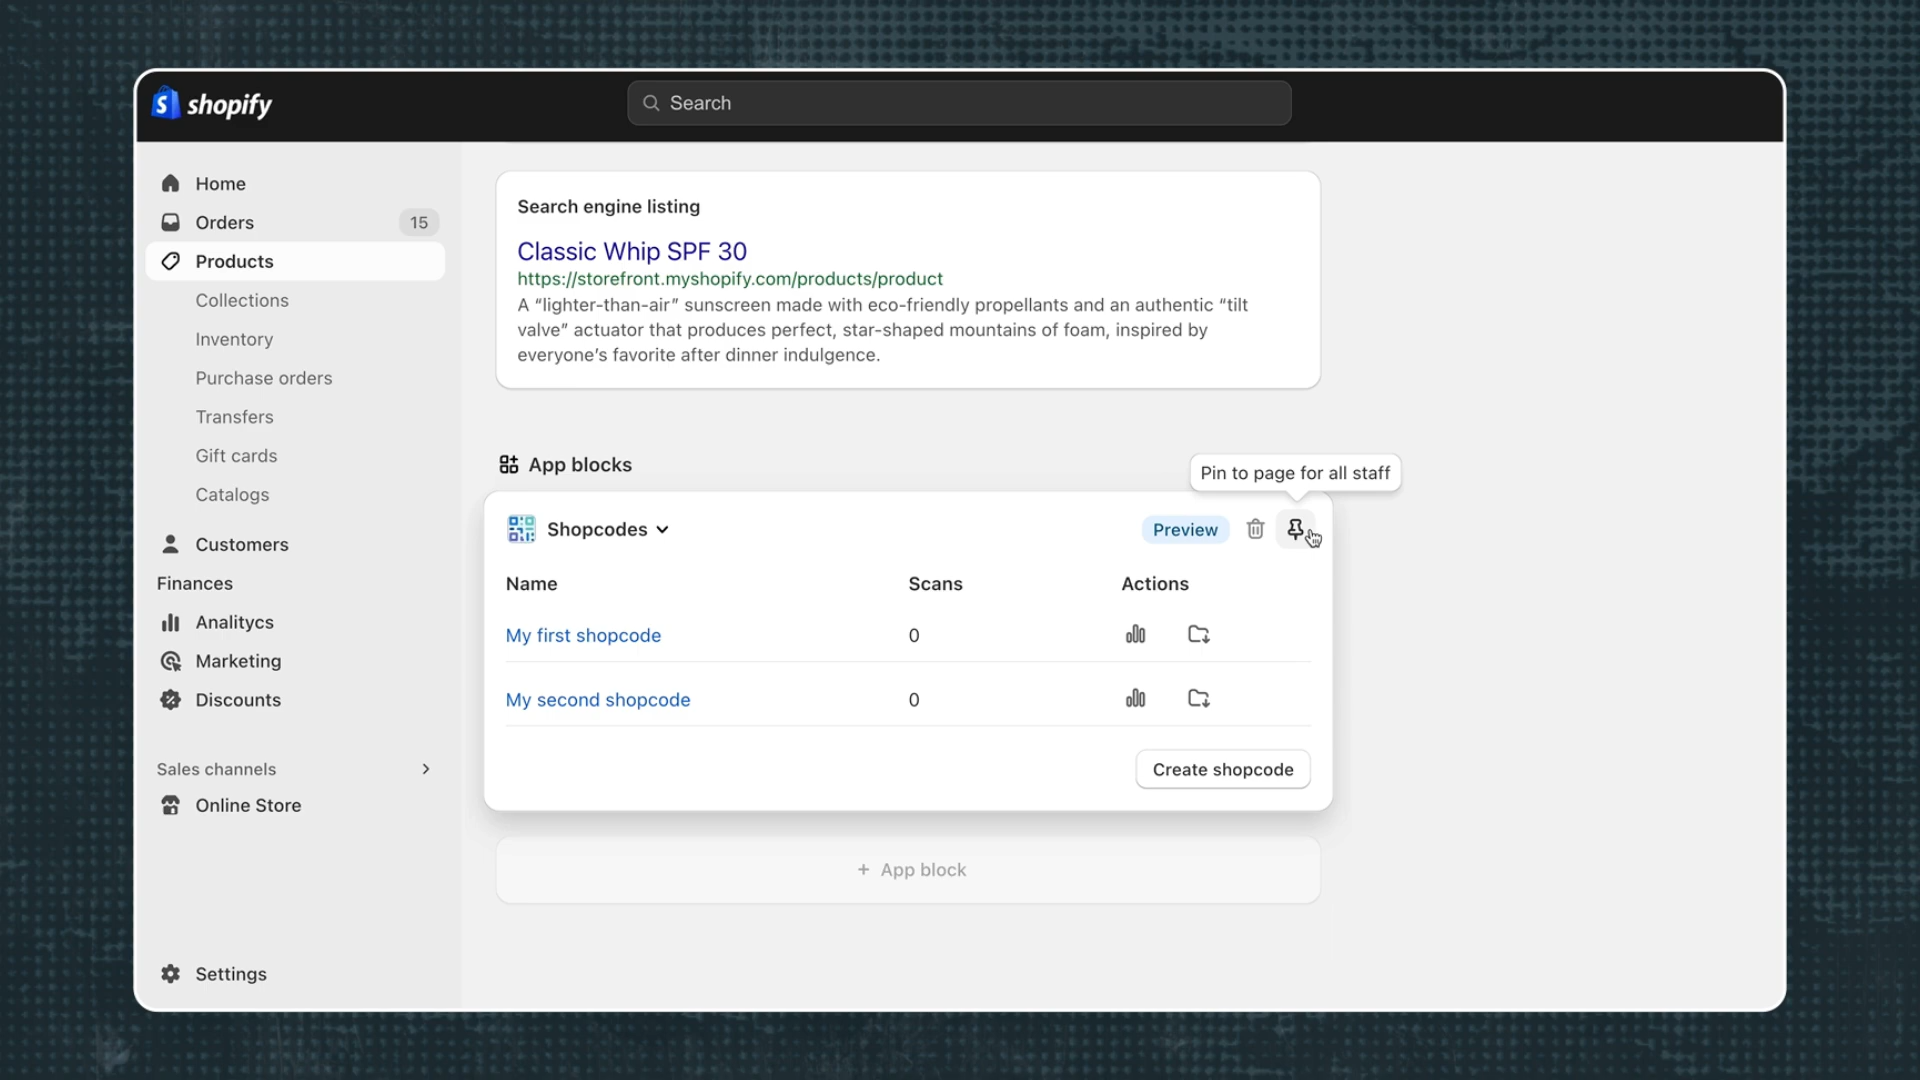 shopify
Search
Home
Orders 15
Products
Collections
Inventory
Purchase orders
Transfers
Gift cards
Catalogs
Customers
Finances
Analitycs
Marketing
Discounts
Sales channels
Online Store
Settings
Search engine listing
Classic Whip SPF 30
https://storefront.myshopify.com/products/product
A “lighter-than-air” sunscreen made with eco-friendly propellants and an authentic “tilt
valve” actuator that produces perfect, star-shaped mountains of foam, inspired by
everyone’s favorite after dinner indulgence.
App blocks
Pin to page for all staff
Shopcodes Preview
Name Scans Actions
My first shopcode 0
My second shopcode 0
Create shopcode
+ App block